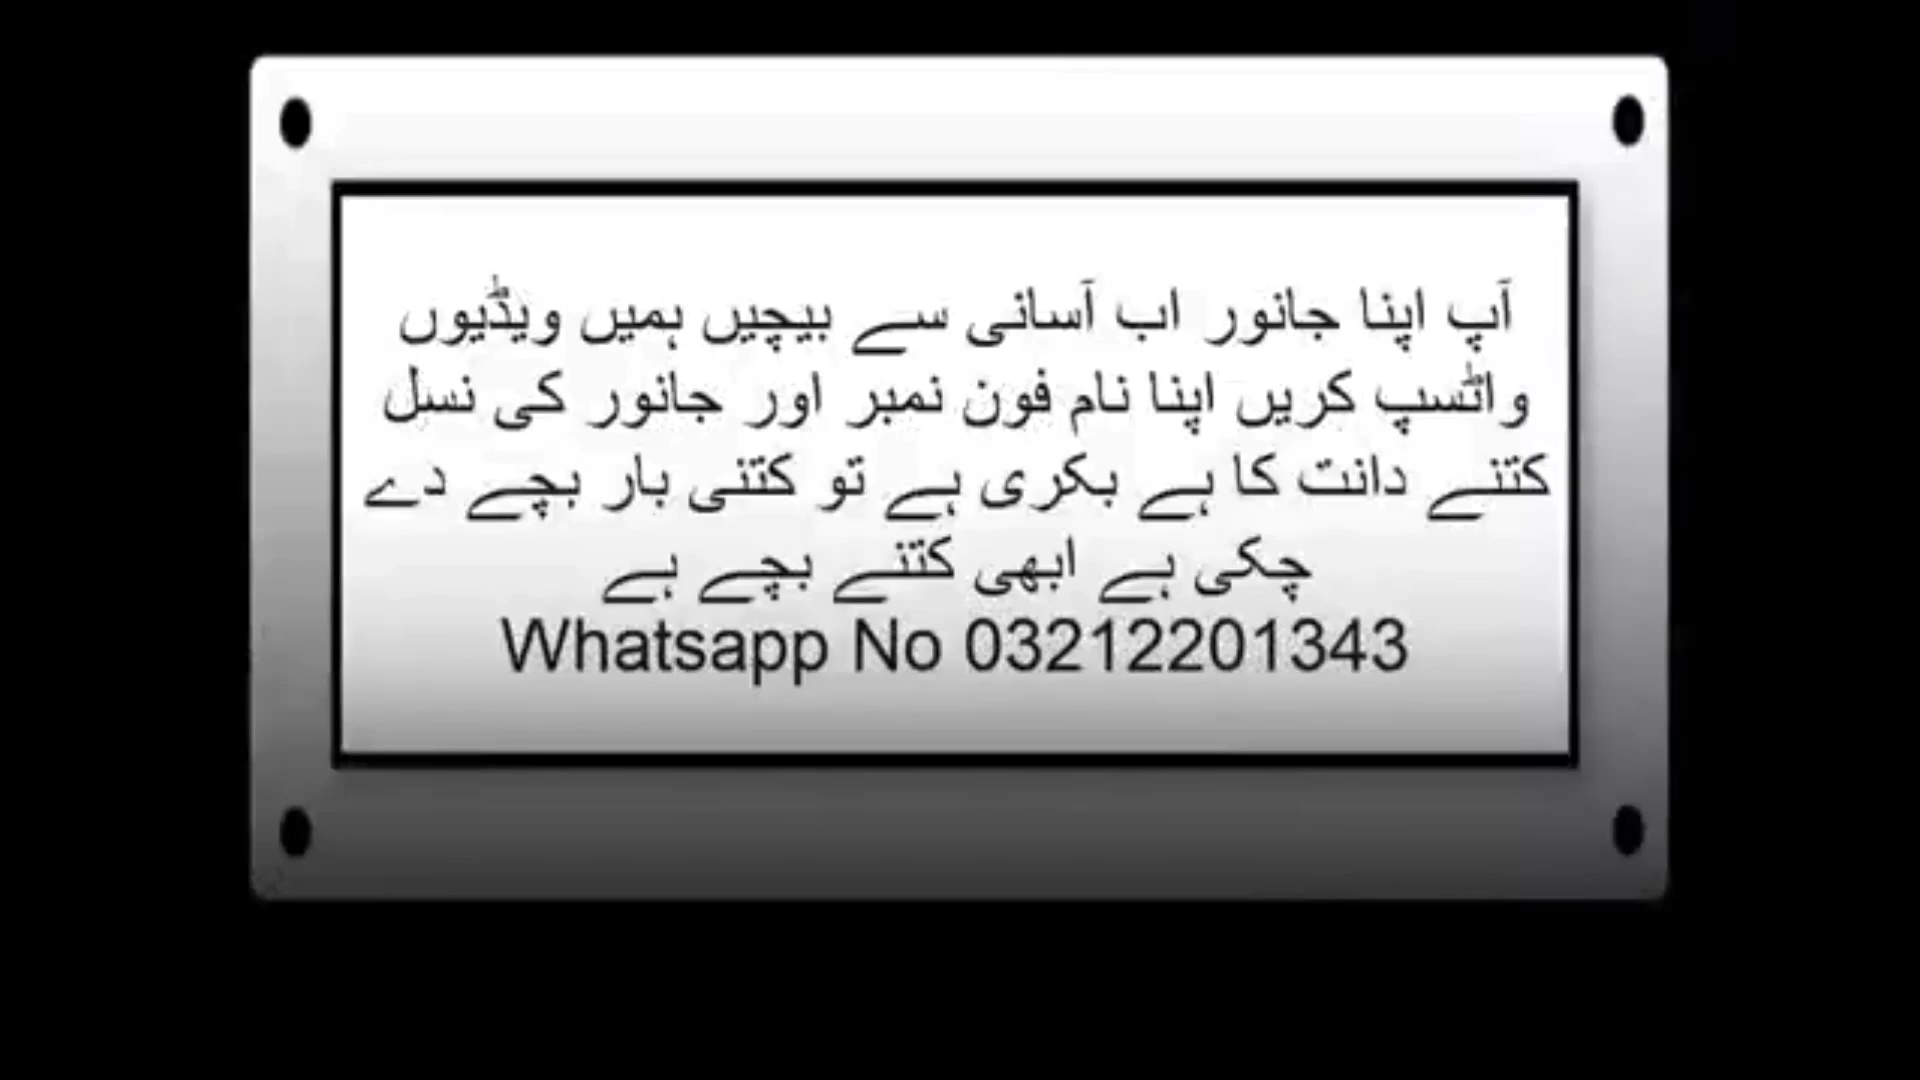 آپ اپنا جانور اب آسانی سے بیچیں ہمیں ویڈیوں
واٹسپ کریں اپنا نام فون نمبر اور جانور کی نسل
کتنے دانت کا ہے بکری ہے تو کتنی بار بچے دے
چکی ہے ابھی کتنے بچے ہے
Whatsapp No 03212201343